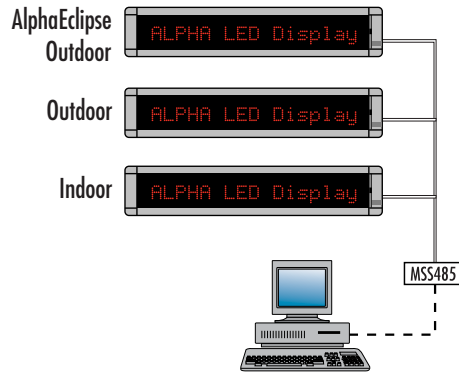 AlphaEclipse
Outdoor
ALPHA LED Display
Outdoor
ALPHA LED Display
Indoor
ALPHA LED Display
MSS485